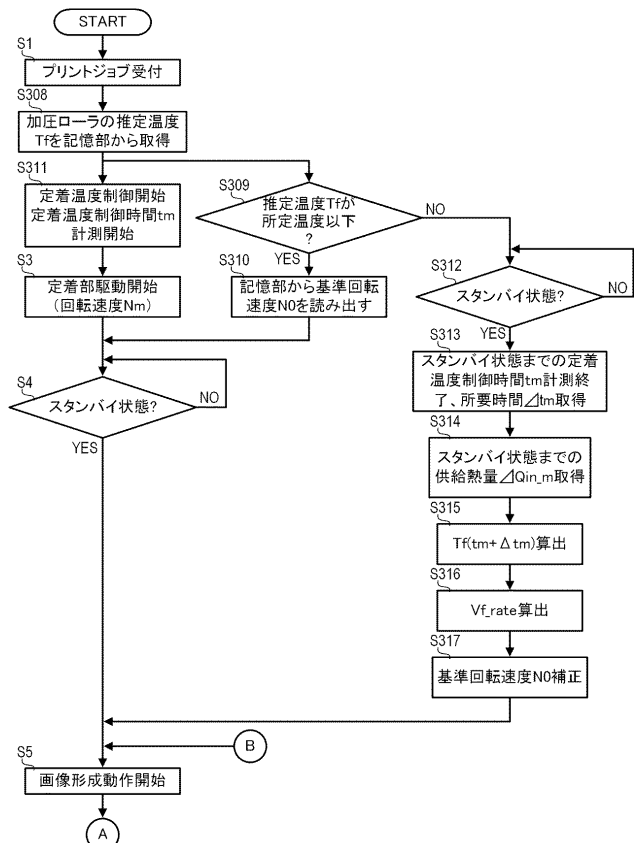 START
S1
プリントジョブ受付
S308
加圧ローラの推定温度
Tfを記憶部から取得
S311
定着温度制御開始
定着温度制御時間tm
計測開始
S309
推定温度Tfが
所定温度以下
?
NO
YES
S3
定着部駆動開始
(回転速度Nm)
S310
記憶部から基準回転
速度N0を読み出す
S312
スタンバイ状態?
NO
YES
S4
スタンバイ状態?
NO
YES
S313
スタンバイ状態までの定着
温度制御時間tm計測終
了、所要時間⊿tm取得
S314
スタンバイ状態までの
供給熱量⊿Qin_m取得
S315
Tf(tm+Δtm)算出
S316
Vf_rate算出
S317
基準回転速度N0補正
B
S5
画像形成動作開始
A